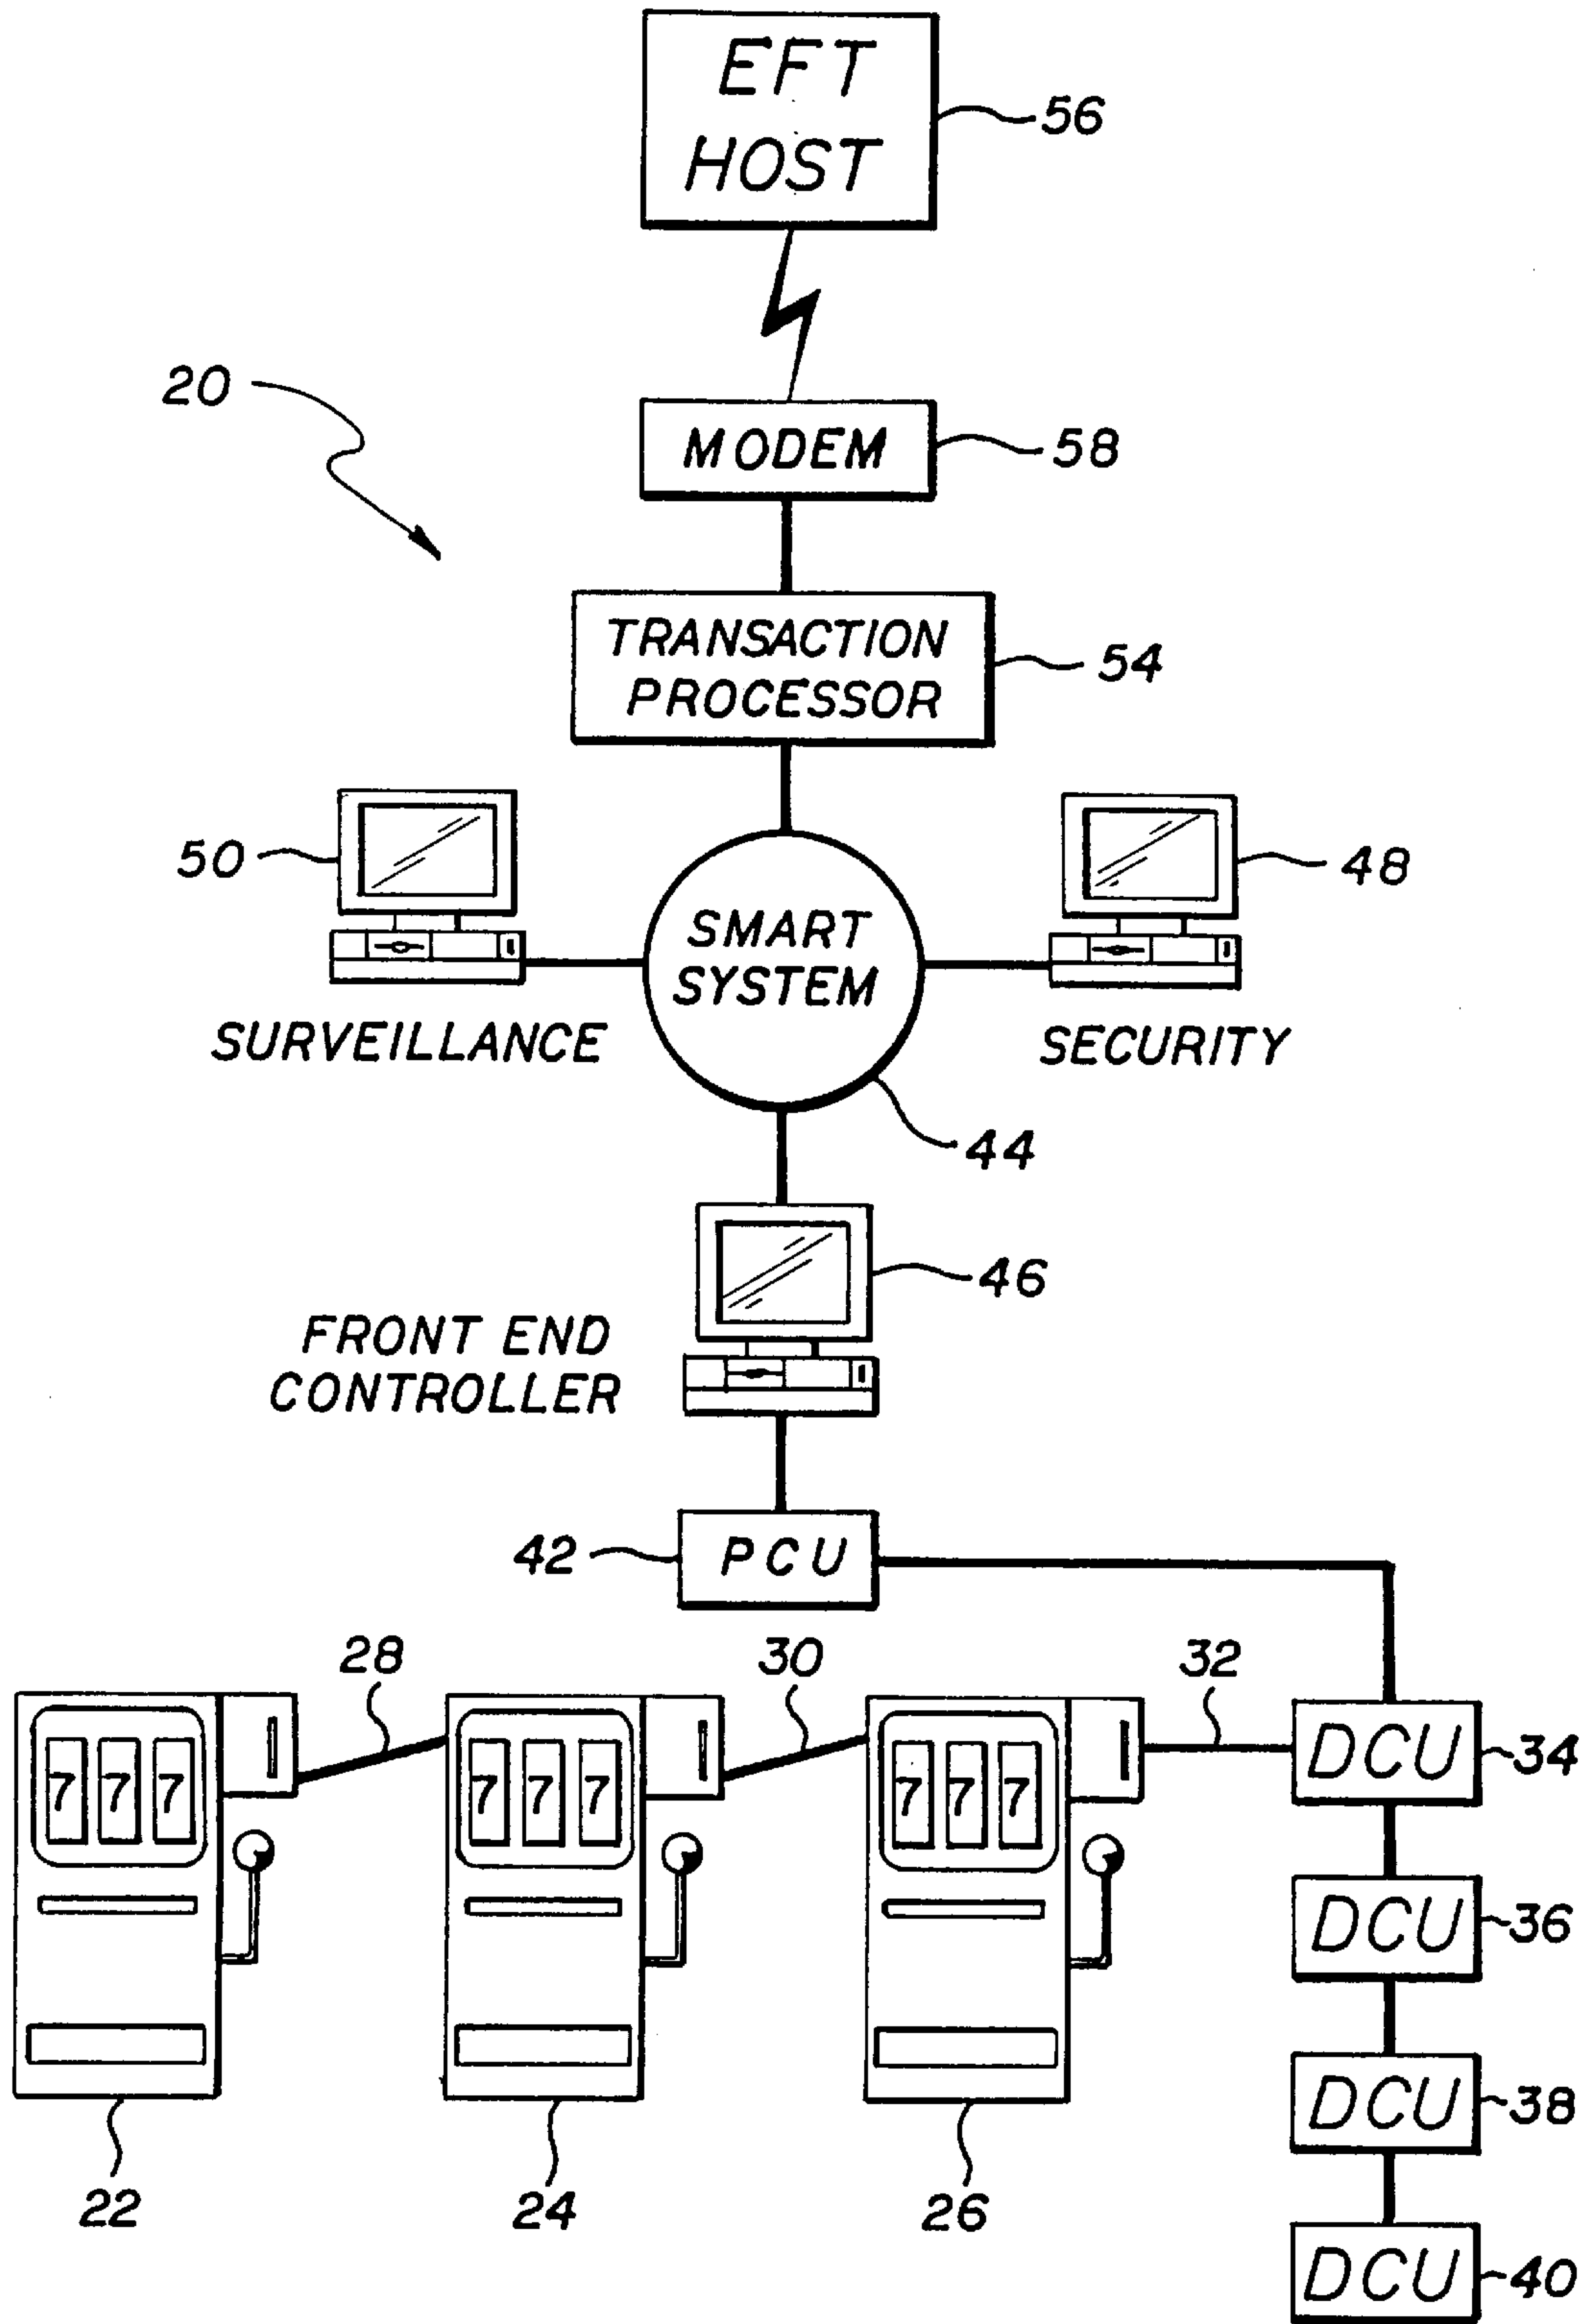 EFT
HOST
56
20
MODEM
58
TRANSACTION
PROCESSOR
54
50
48
SMART
SYSTEM
SURVEILLANCE
SECURITY
44
46
FRONT END
CONTROLLER
42
PCU
28
30
32
7 7 7
7 7 7
7 7 7
DCU
34
DCU
36
DCU
38
22
24
26
DCU
40